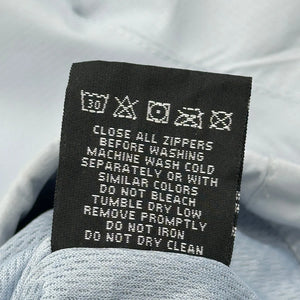 30
CLOSE ALL ZIPPERS
BEFORE WASHING
MACHINE WASH COLD
SEPARATELY OR WITH
SIMILAR COLORS
DO NOT BLEACH
TUMBLE DRY LOW
REMOVE PROMPTLY
DO NOT IRON
DO NOT DRY CLEAN